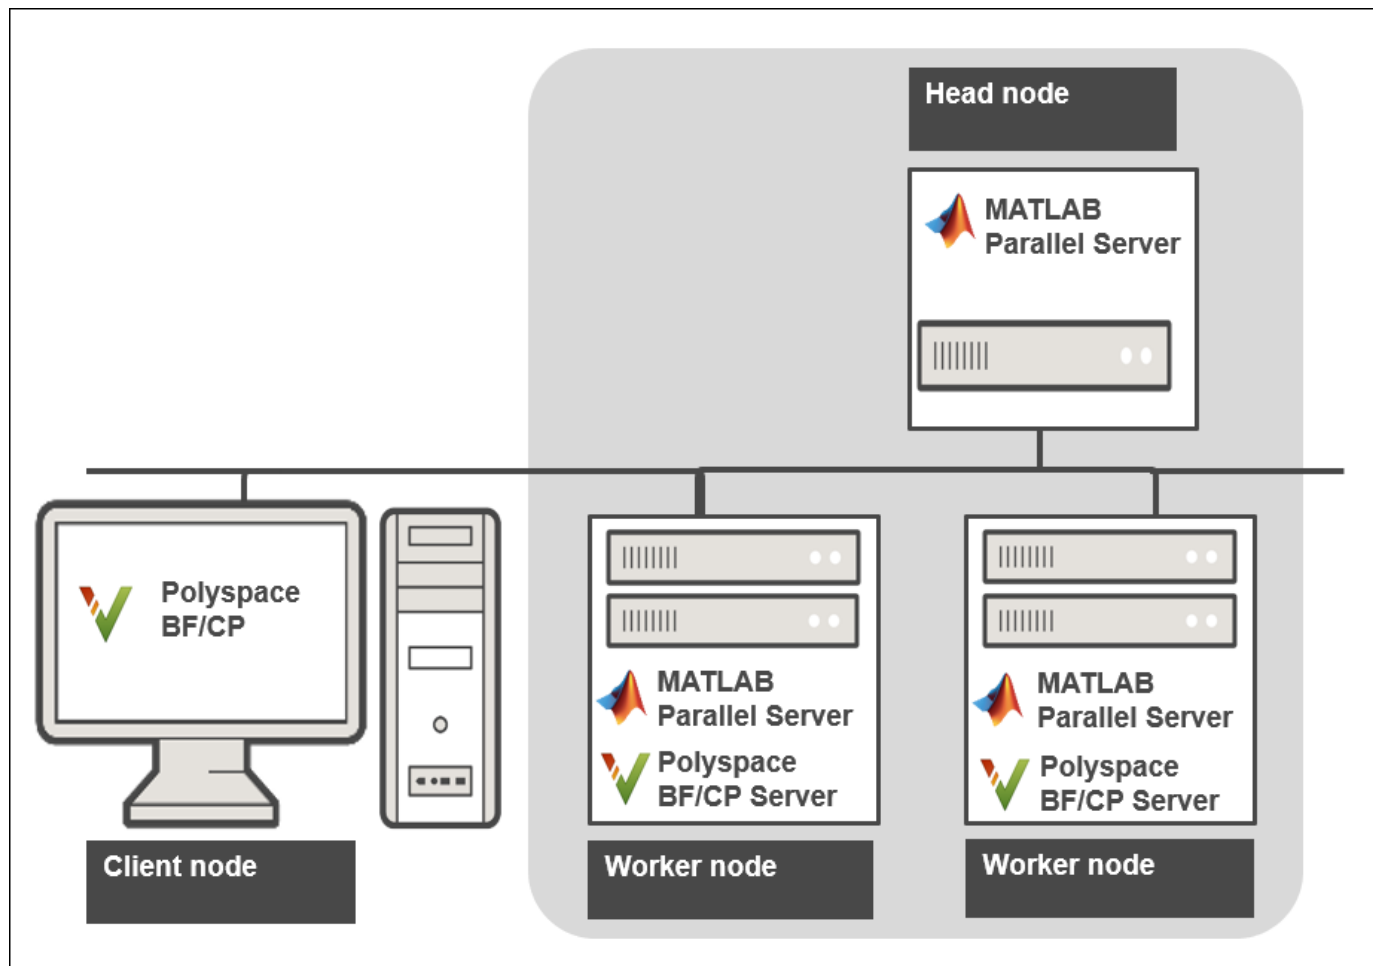 Head node
MATLAB
Parallel Server
Polyspace
BF/CP
Client node
MATLAB
Parallel Server
Polyspace
BF/CP Server
Worker node
MATLAB
Parallel Server
Polyspace
BF/CP Server
Worker node